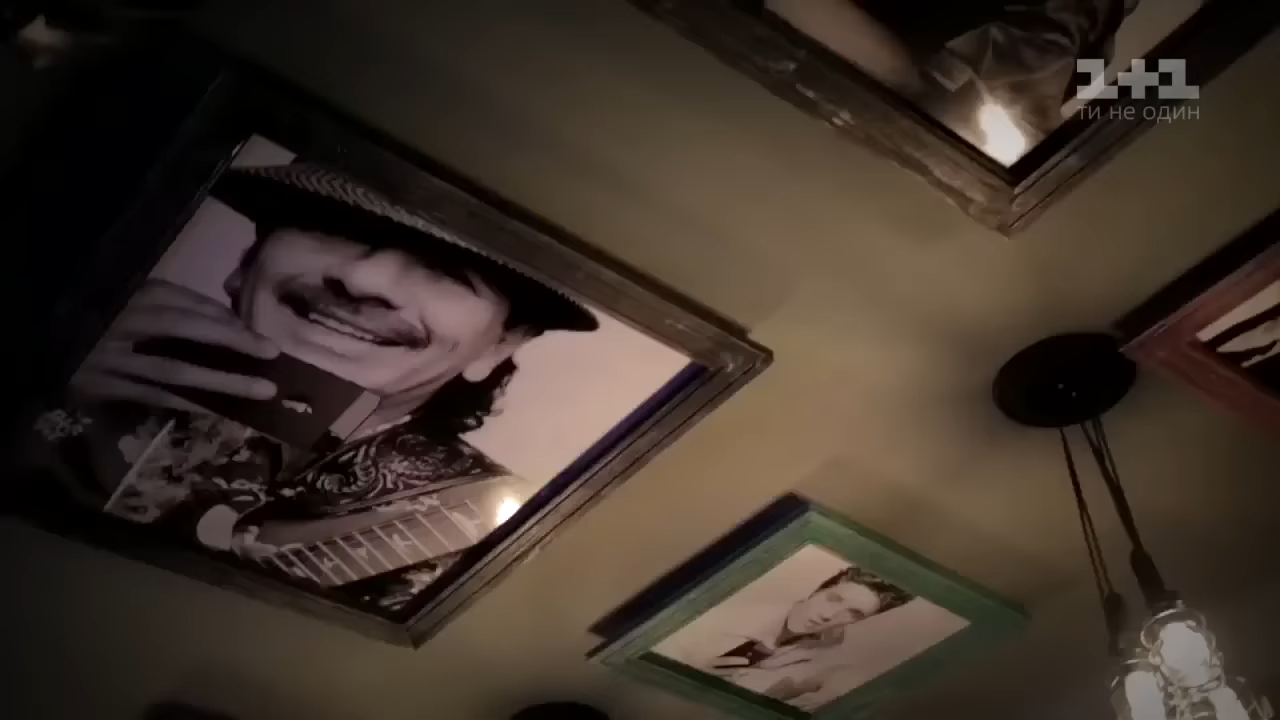 1+1
ти не один